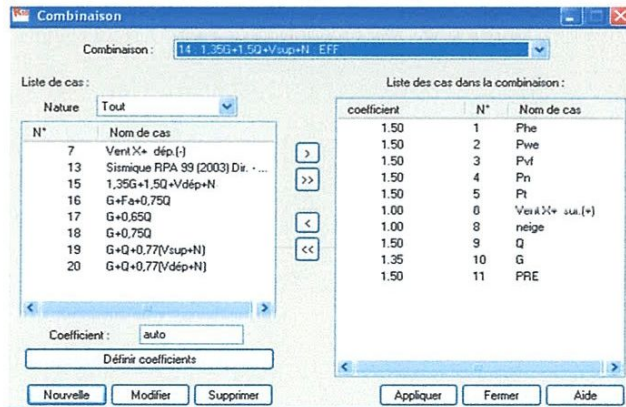 Combinaison
Combinaison : 14 : 1,35G+1,5Q+Vsup+N : EFF
Liste de cas :
Nature Tout
N° Nom de cas
7 Vent X+ dép.(-)
13 Sismique RPA 99 (2003) Dir. - ...
15 1,35G+1,5Q+Vdép+N
16 G+Fa+0,75Q
17 G+0,65Q
18 G+0,75Q
19 G+Q+0,77(Vsup+N)
20 G+Q+0,77(Vdép+N)
>
>>
<
<<
Coefficient : auto
Définir coefficients
Nouvelle Modifier Supprimer
Liste des cas dans la combinaison :
coefficient N° Nom de cas
1.50 1 Phe
1.50 2 Pwe
1.50 3 Pvf
1.50 4 Pn
1.50 5 Pt
1.00 6 Vent X+ sur.(+)
1.00 8 neige
1.50 9 Q
1.35 10 G
1.50 11 PRE
Appliquer Fermer Aide